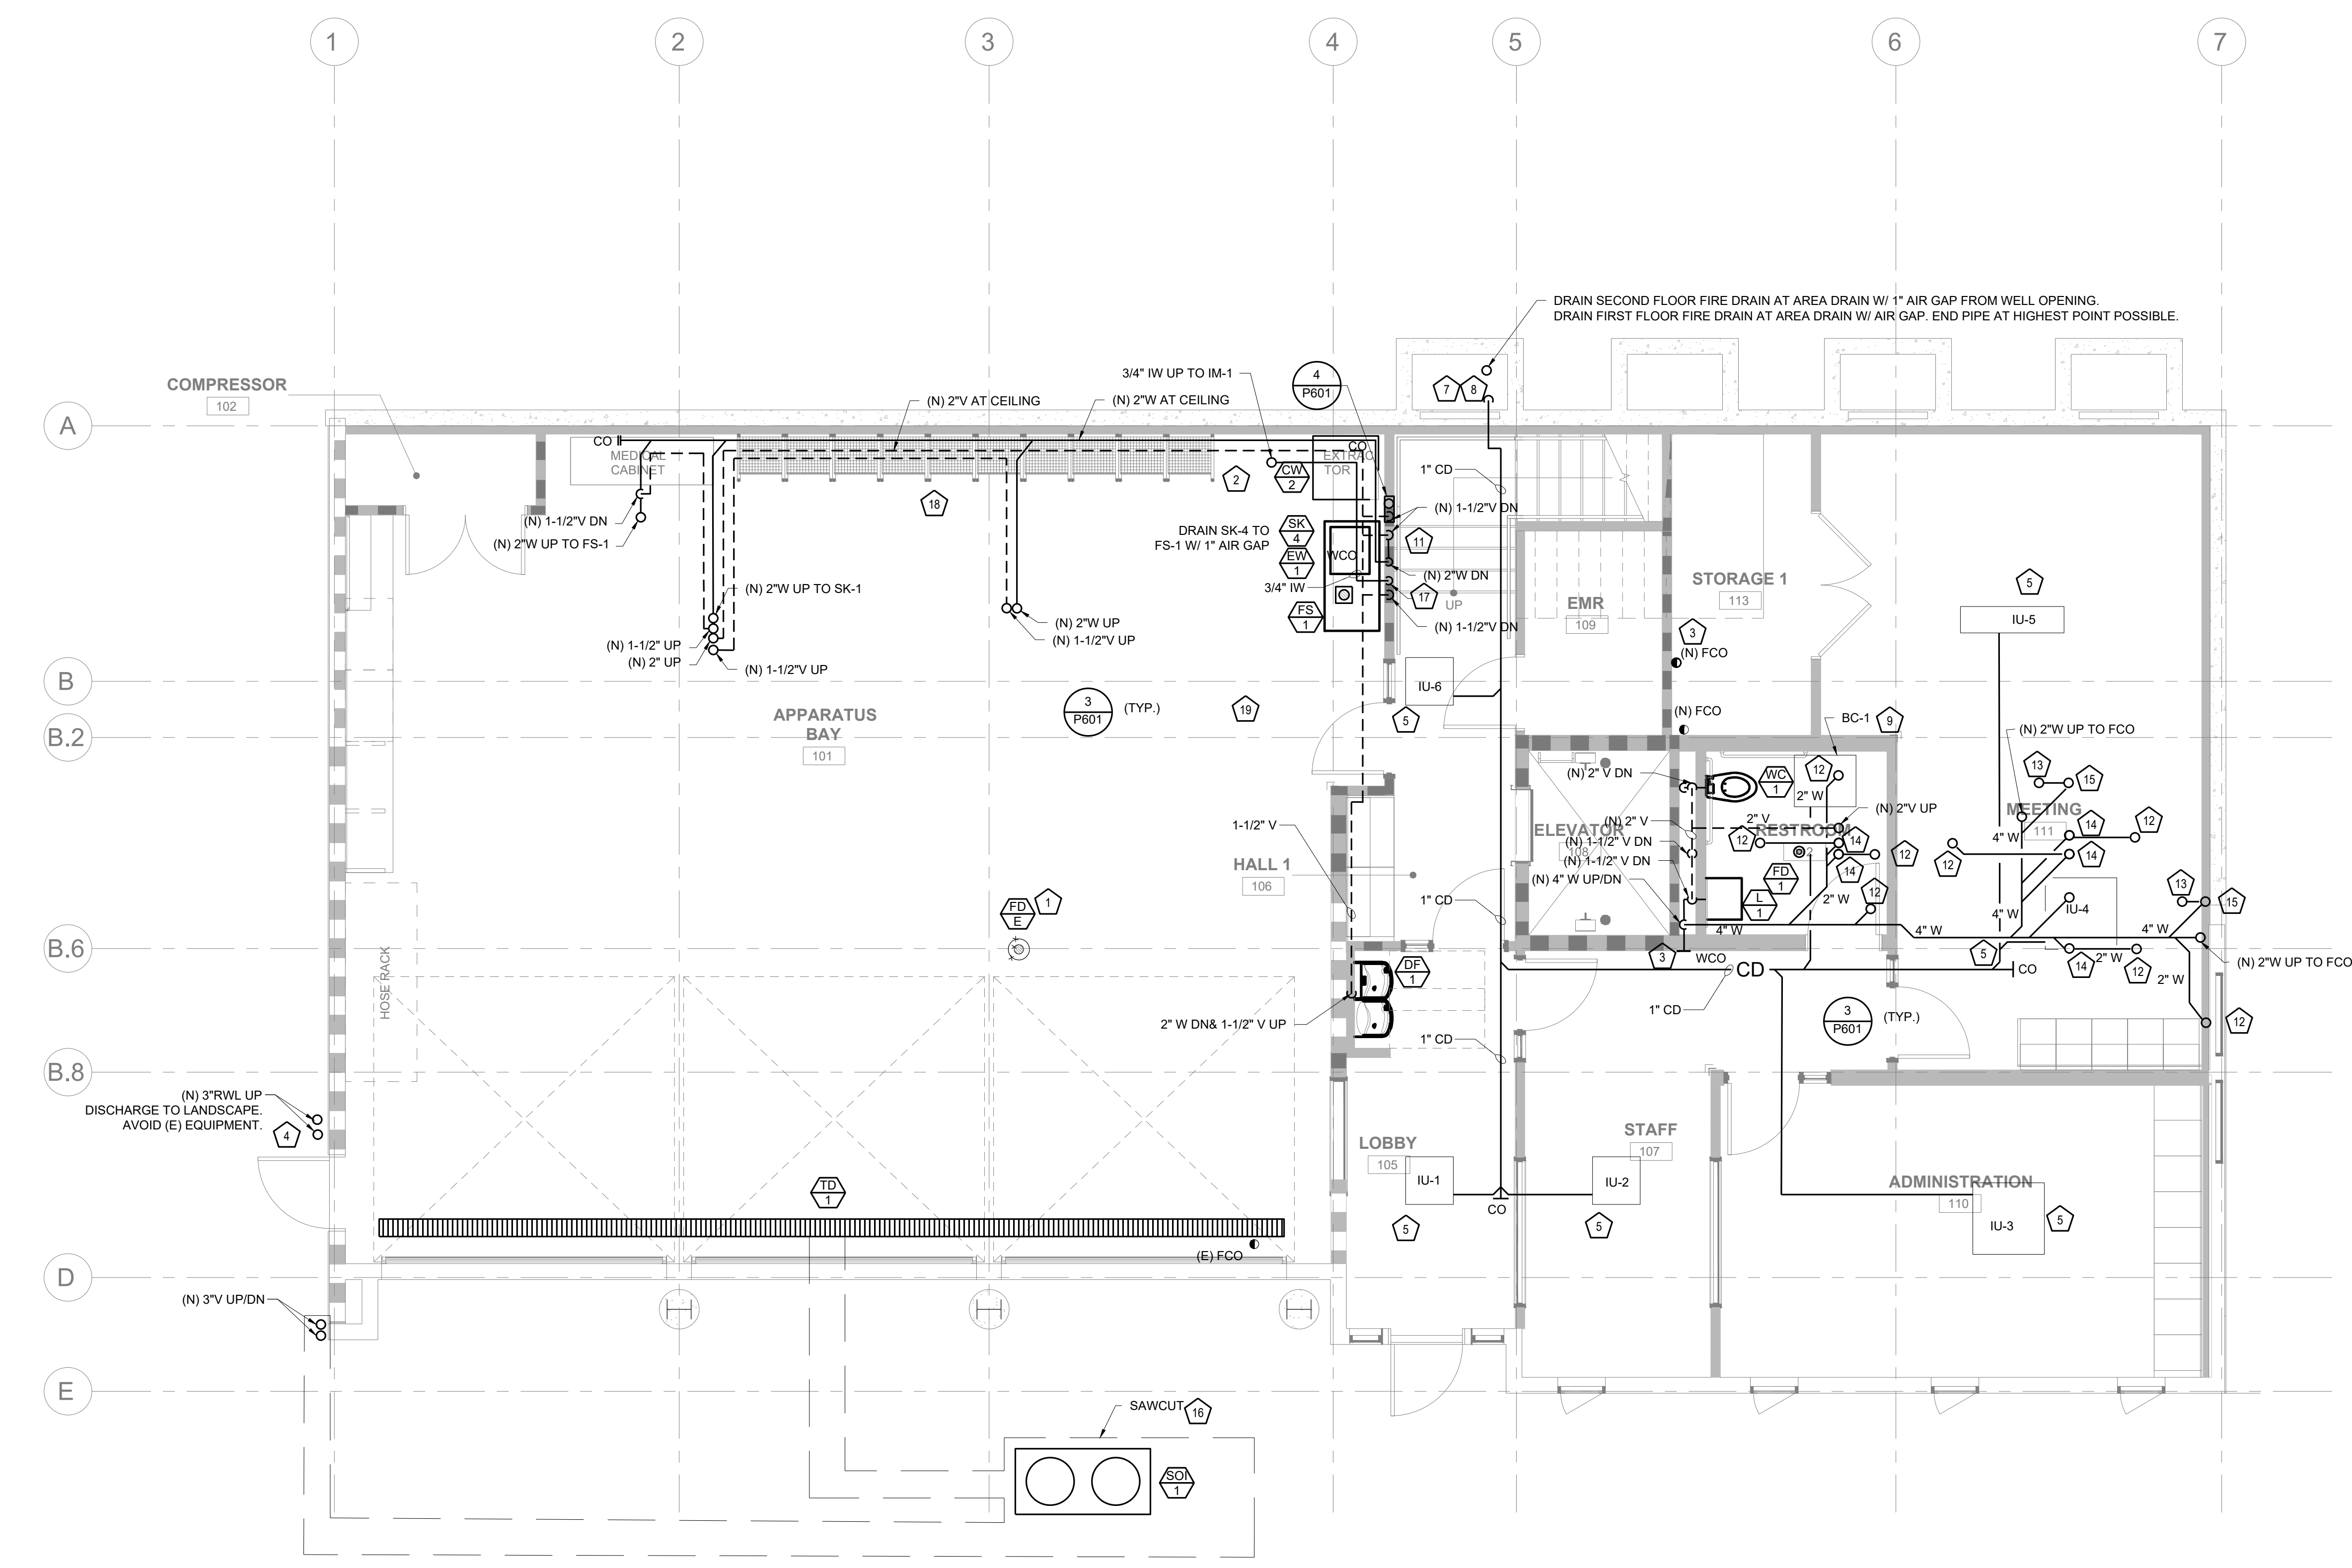 1
2
3
4
5
6
7
DRAIN SECOND FLOOR FIRE DRAIN AT AREA DRAIN W/ 1" AIR GAP FROM WELL OPENING.
DRAIN FIRST FLOOR FIRE DRAIN AT AREA DRAIN W/ AIR GAP. END PIPE AT HIGHEST POINT POSSIBLE.
3/4" IW UP TO IM-1
4
P601
7
8
COMPRESSOR
102
(N) 2"V AT CEILING
(N) 2"W AT CEILING
A
CO
MEDICAL
CABINET
CO
EXTRAC
TOR
CW
2
2
18
1" CD
(N) 1-1/2"V DN
(N) 2"W UP TO FS-1
DRAIN SK-4 TO
FS-1 W/ 1" AIR GAP
SK
4
EW
1
WCO
(N) 1-1/2"V DN
11
(N) 2"W DN
3/4" IW
17
FS
1
(N) 1-1/2"V DN
UP
(N) 2"W UP TO SK-1
(N) 2"W UP
(N) 1-1/2"V UP
(N) 1-1/2" UP
(N) 2" UP
(N) 1-1/2"V UP
EMR
109
STORAGE 1
113
5
IU-5
3
(N) FCO
B
IU-6
5
3
P601
(TYP.)
19
APPARATUS
BAY
101
B.2
(N) FCO
BC-1
9
(N) 2"W UP TO FCO
(N) 2" V DN
WC
1
12
2" W
13
15
(N) 2"V UP
MEETING
111
4" W
14
12
1-1/2" V
ELEVATOR
108
(N) 2" V
2" V
RESTROOM
2
(N) 1-1/2" V DN
(N) 1-1/2" V DN
(N) 4" W UP/DN
12
14
12
14
12
14
HALL 1
106
FD
1
L
1
2" W
12
13
15
IU-4
4" W
FD
E
1
1" CD
4" W
4" W
4" W
B.6
HOSE RACK
DF
1
3
WCO
CD
5
CO
14
2" W
12
(N) 2"W UP TO FCO
2" W
1" CD
2" W DN& 1-1/2" V UP
1" CD
3
P601
(TYP.)
12
B.8
(N) 3"RWL UP
DISCHARGE TO LANDSCAPE.
AVOID (E) EQUIPMENT.
4
LOBBY
105
STAFF
107
ADMINISTRATION
110
TD
1
IU-1
IU-2
IU-3
5
CO
5
5
(E) FCO
D
(N) 3"V UP/DN
E
SAWCUT
16
SOI
1